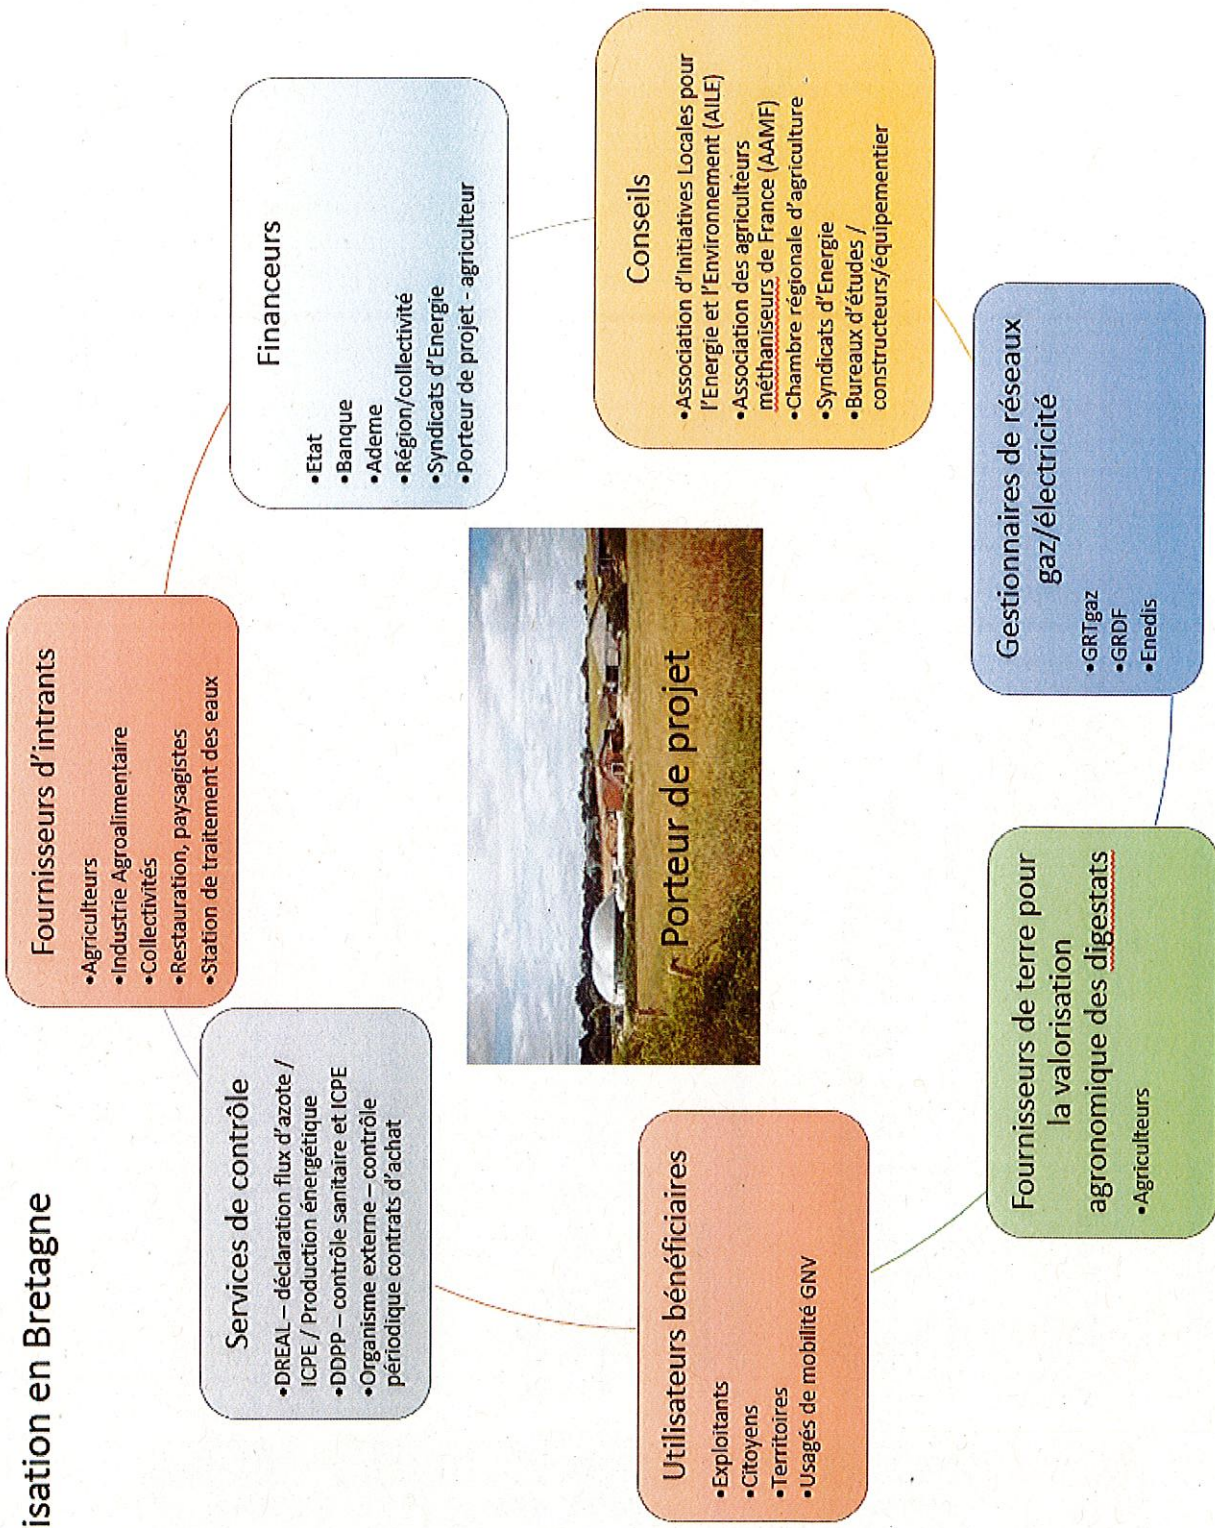 isation en Bretagne
Fournisseurs d'intrants
•Agriculteurs
•Industrie Agroalimentaire
•Collectivités
•Restauration, paysagistes
•Station de traitement des eaux
Financeurs
•Etat
•Banque
•Ademe
•Région/collectivité
•Syndicats d'Energie
•Porteur de projet - agriculteur
Conseils
•Association d'Initiatives Locales pour
l'Energie et l'Environnement (AILE)
•Association des agriculteurs
méthaniseurs de France (AAMF)
•Chambre régionale d'agriculture
•Syndicats d'Energie
•Bureaux d'études /
constructeurs/équipementier
Gestionnaires de réseaux
gaz/électricité
•GRTgaz
•GRDF
•Enedis
Fournisseurs de terre pour
la valorisation
agronomique des digestats
•Agriculteurs
Utilisateurs bénéficiaires
•Exploitants
•Citoyens
•Territoires
•Usagés de mobilité GNV
Services de contrôle
•DREAL – déclaration flux d'azote /
ICPE / Production énergétique
•DDPP – contrôle sanitaire et ICPE
•Organisme externe – contrôle
périodique contrats d'achat
Porteur de projet